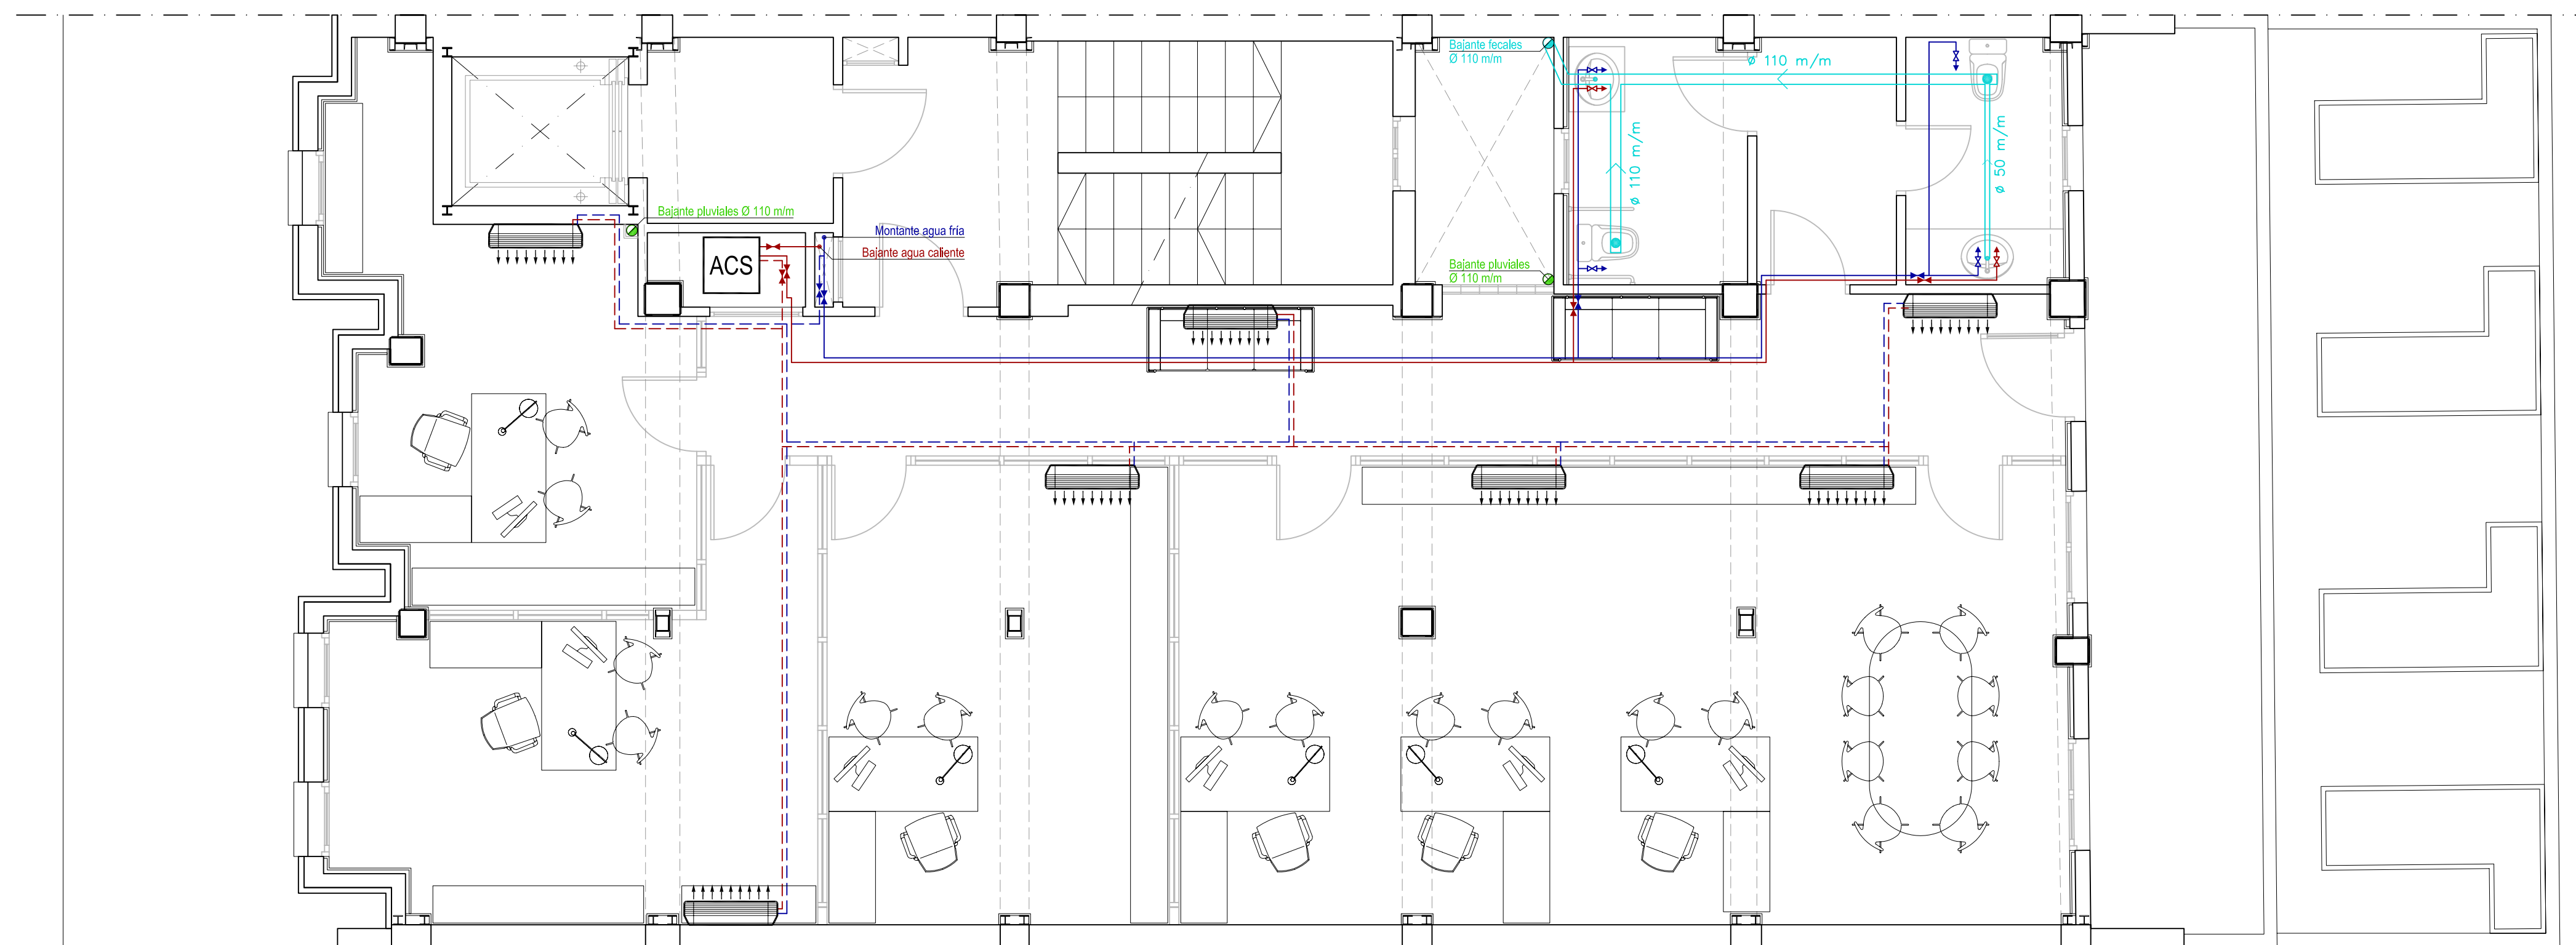 Bajante fecales
Ø 110 m/m
ø 110 m/m
ø 110 m/m
ø 50 m/m
Bajante pluviales Ø 110 m/m
Montante agua fría
Bajante agua caliente
ACS
Bajante pluviales
Ø 110 m/m